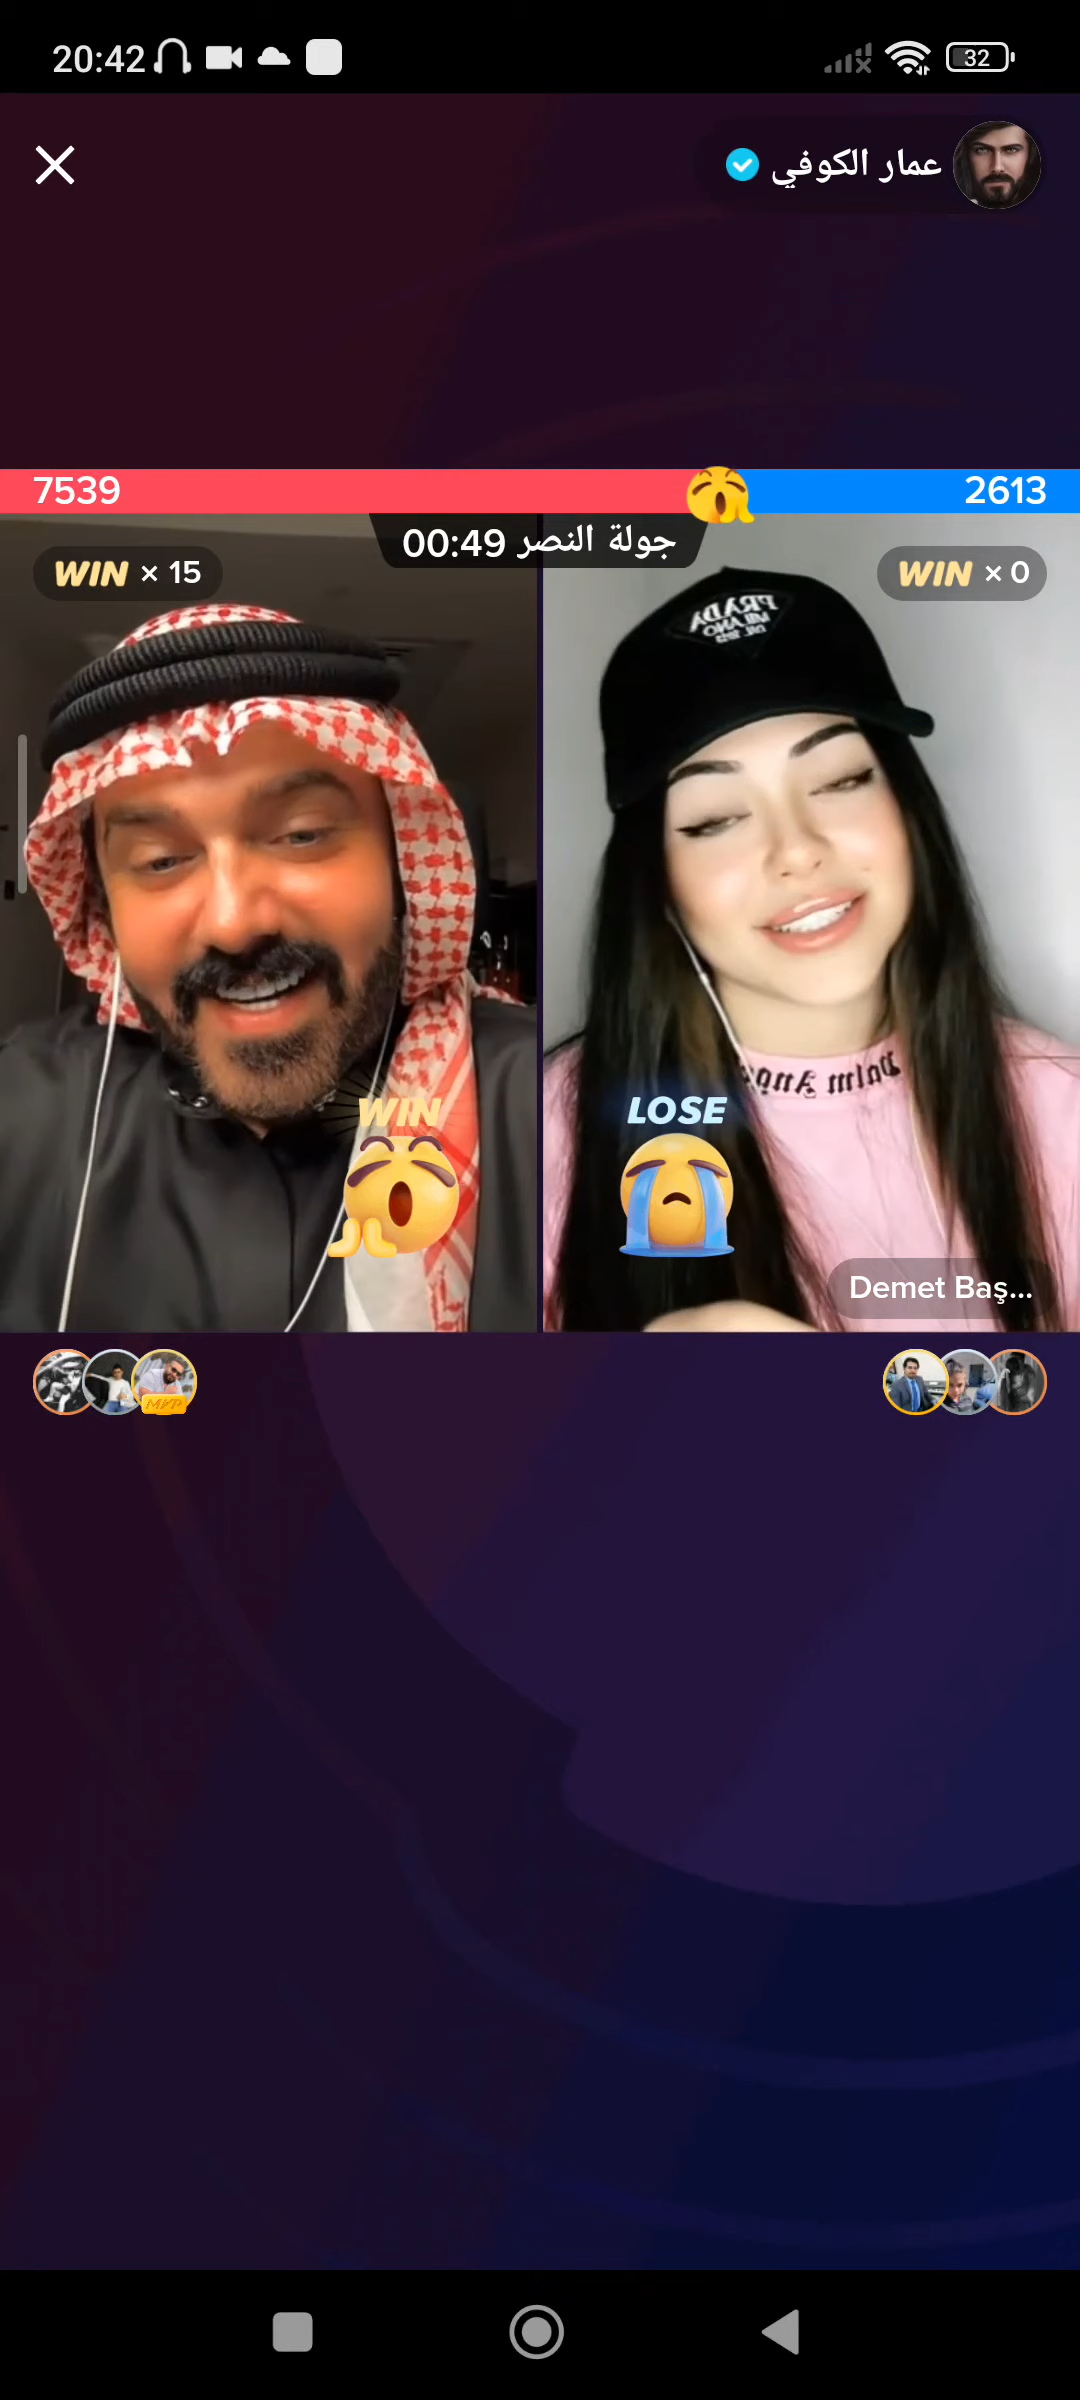 20:42
32
عمار الكوفي
7539
2613
جولة النصر 00:49
WIN × 15
WIN × 0
PRADA
MILANO
WIN
LOSE
Demet Baş...
MVP